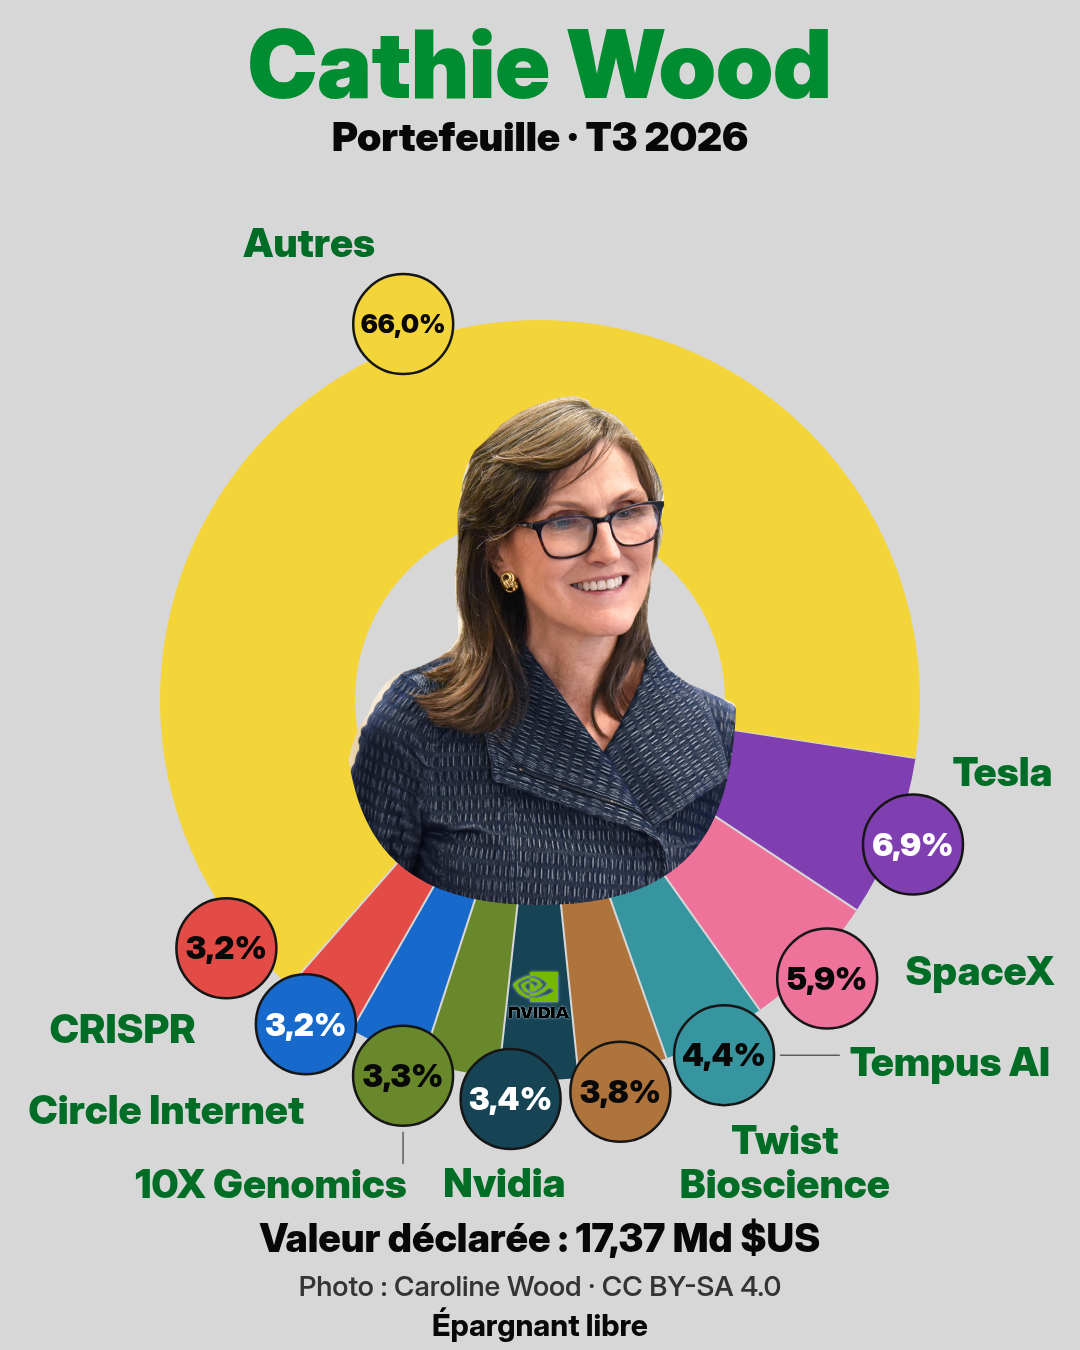 Cathie Wood
Portefeuille · T3 2026
Autres
66,0%
Tesla
6,9%
SpaceX
5,9%
Tempus AI
4,4%
Twist
Bioscience
3,8%
Nvidia
3,4%
NVIDIA
10X Genomics
3,3%
Circle Internet
3,2%
CRISPR
3,2%
Valeur déclarée : 17,37 Md $US
Photo : Caroline Wood · CC BY-SA 4.0
Épargnant libre